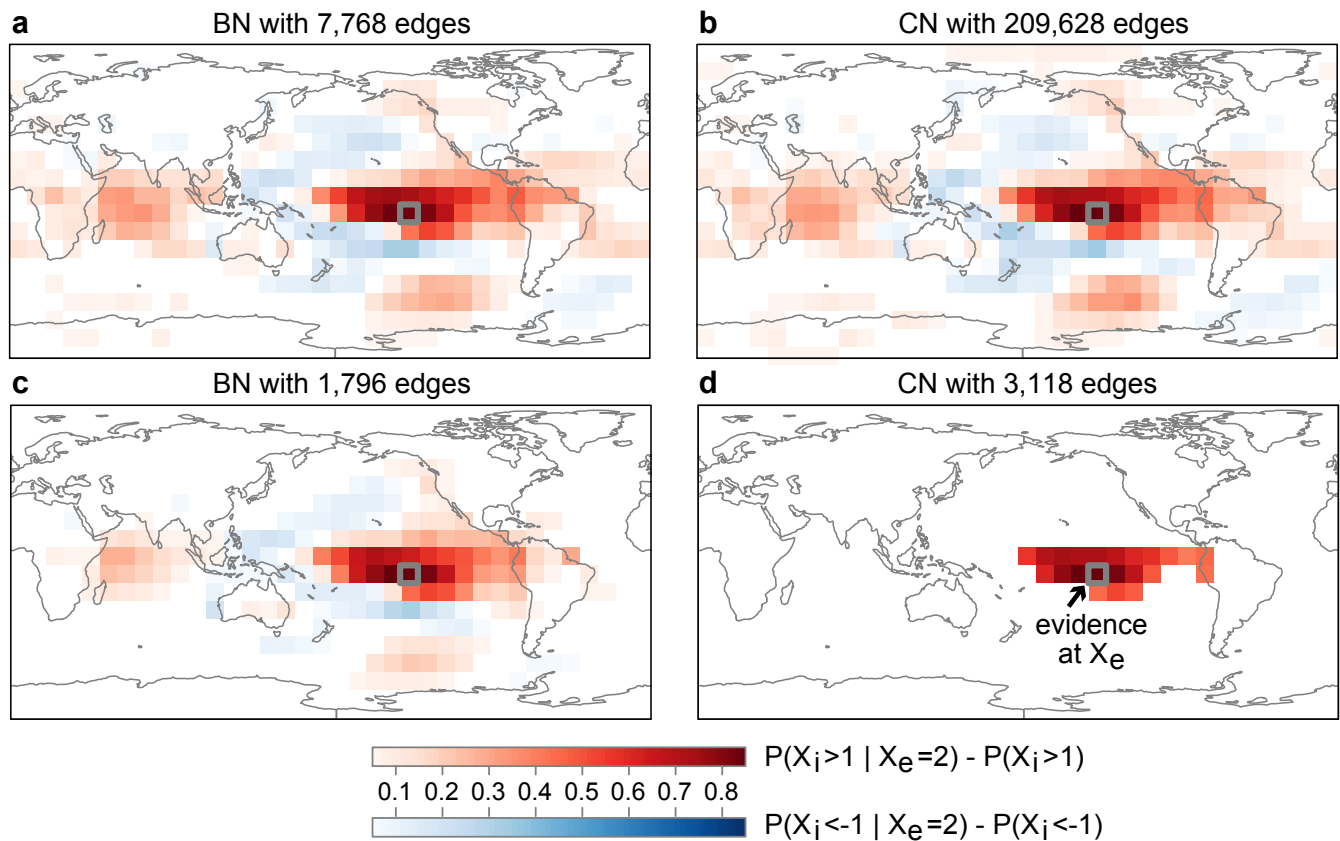 a BN with 7,768 edges
b CN with 209,628 edges
c BN with 1,796 edges
d CN with 3,118 edges
evidence
at Xe
P(Xi>1 | Xe=2) - P(Xi>1)
0.1 0.2 0.3 0.4 0.5 0.6 0.7 0.8
P(Xi<-1 | Xe=2) - P(Xi<-1)